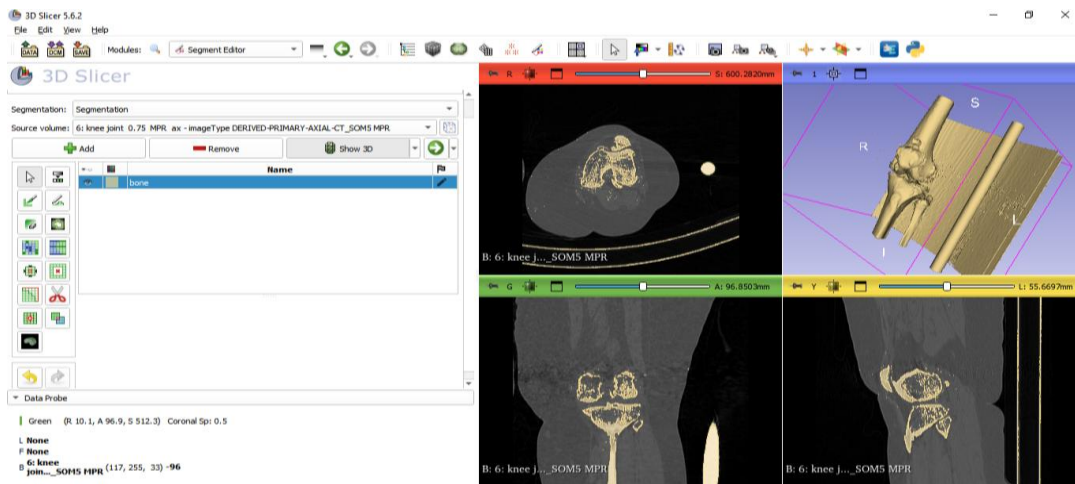 3D Slicer 5.6.2
File Edit View Help
DATA DCM SAVE Modules: Segment Editor
3D Slicer
Segmentation: Segmentation
Source volume: 6: knee joint 0.75 MPR ax - imageType DERIVED-PRIMARY-AXIAL-CT_SOM5 MPR
Add Remove Show 3D
Name
bone
Data Probe
Green (R 10.1, A 96.9, S 512.3) Coronal Sp: 0.5
L None
F None
B 6: knee join..._SOM5 MPR (117, 255, 33) -96
R S: 600.2820mm
B: 6: knee j..._SOM5 MPR
1
S
R
L
I
G A: 96.8503mm
B: 6: knee j..._SOM5 MPR
Y L: 55.6697mm
B: 6: knee j..._SOM5 MPR